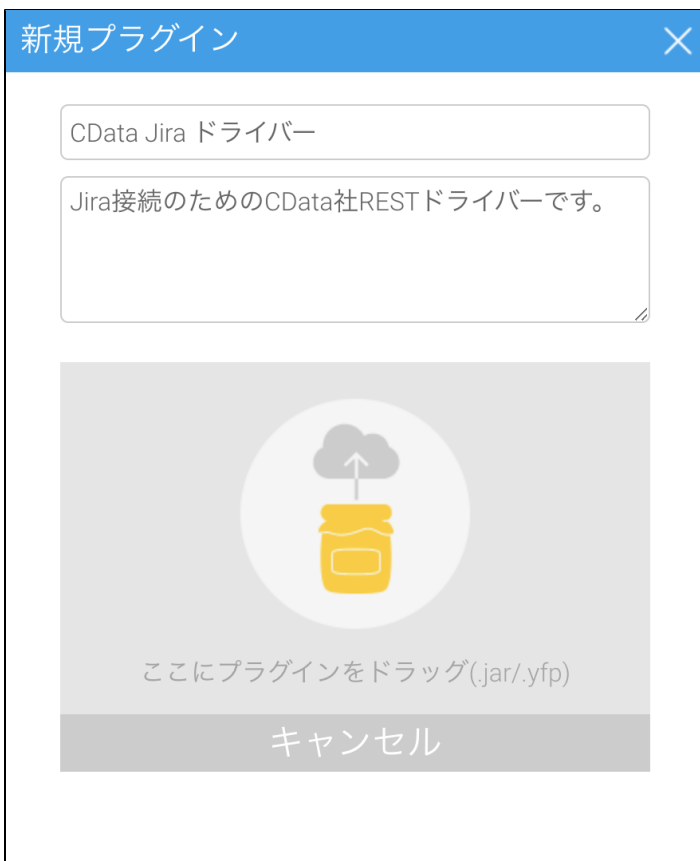 新規プラグイン
CData Jira ドライバー
Jira接続のためのCData社RESTドライバーです。
ここにプラグインをドラッグ(.jar/.yfp)
キャンセル